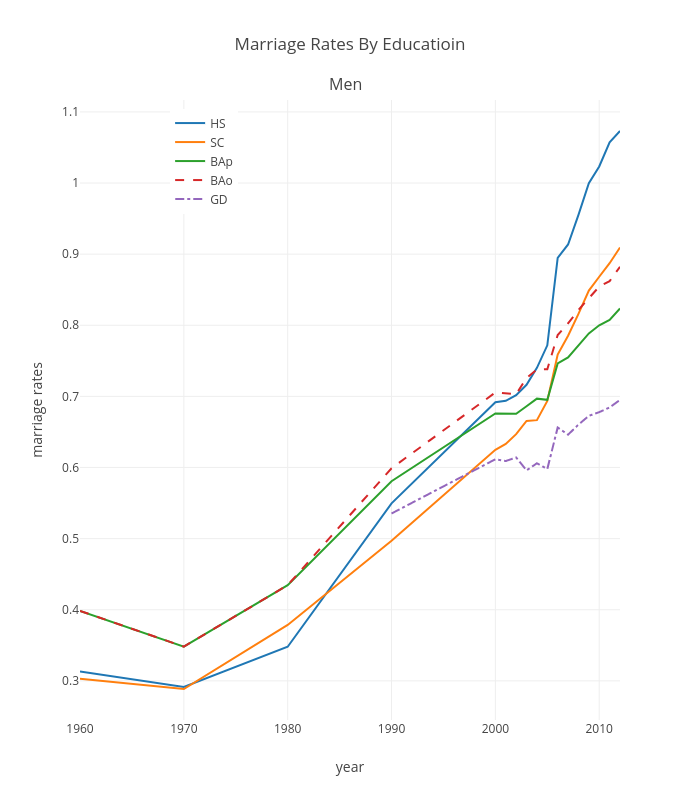 Marriage Rates By Educatioin
Men
HS
SC
BAp
BAo
GD
1.1
1
0.9
0.8
0.7
0.6
0.5
0.4
0.3
marriage rates
1960 1970 1980 1990 2000 2010
year